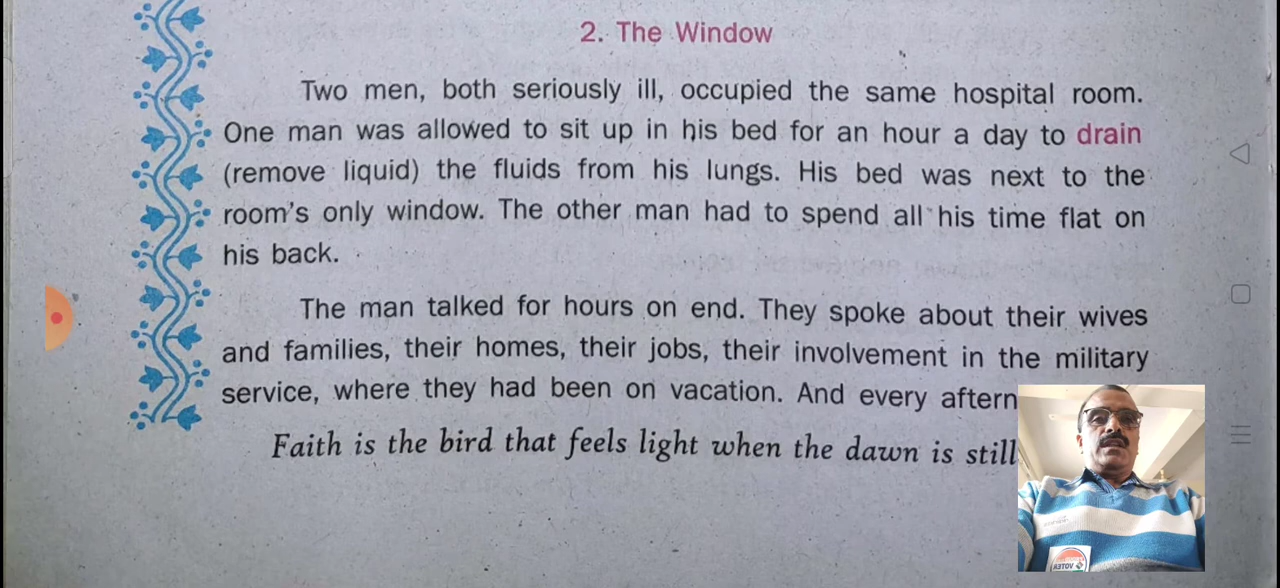 2. The Window
Two men, both seriously ill, occupied the same hospital room.
One man was allowed to sit up in his bed for an hour a day to drain
(remove liquid) the fluids from his lungs. His bed was next to the
room's only window. The other man had to spend all his time flat on
his back.
The man talked for hours on end. They spoke about their wives
and families, their homes, their jobs, their involvement in the military
service, where they had been on vacation. And every aftern
Faith is the bird that feels light when the dawn is still
VOTER